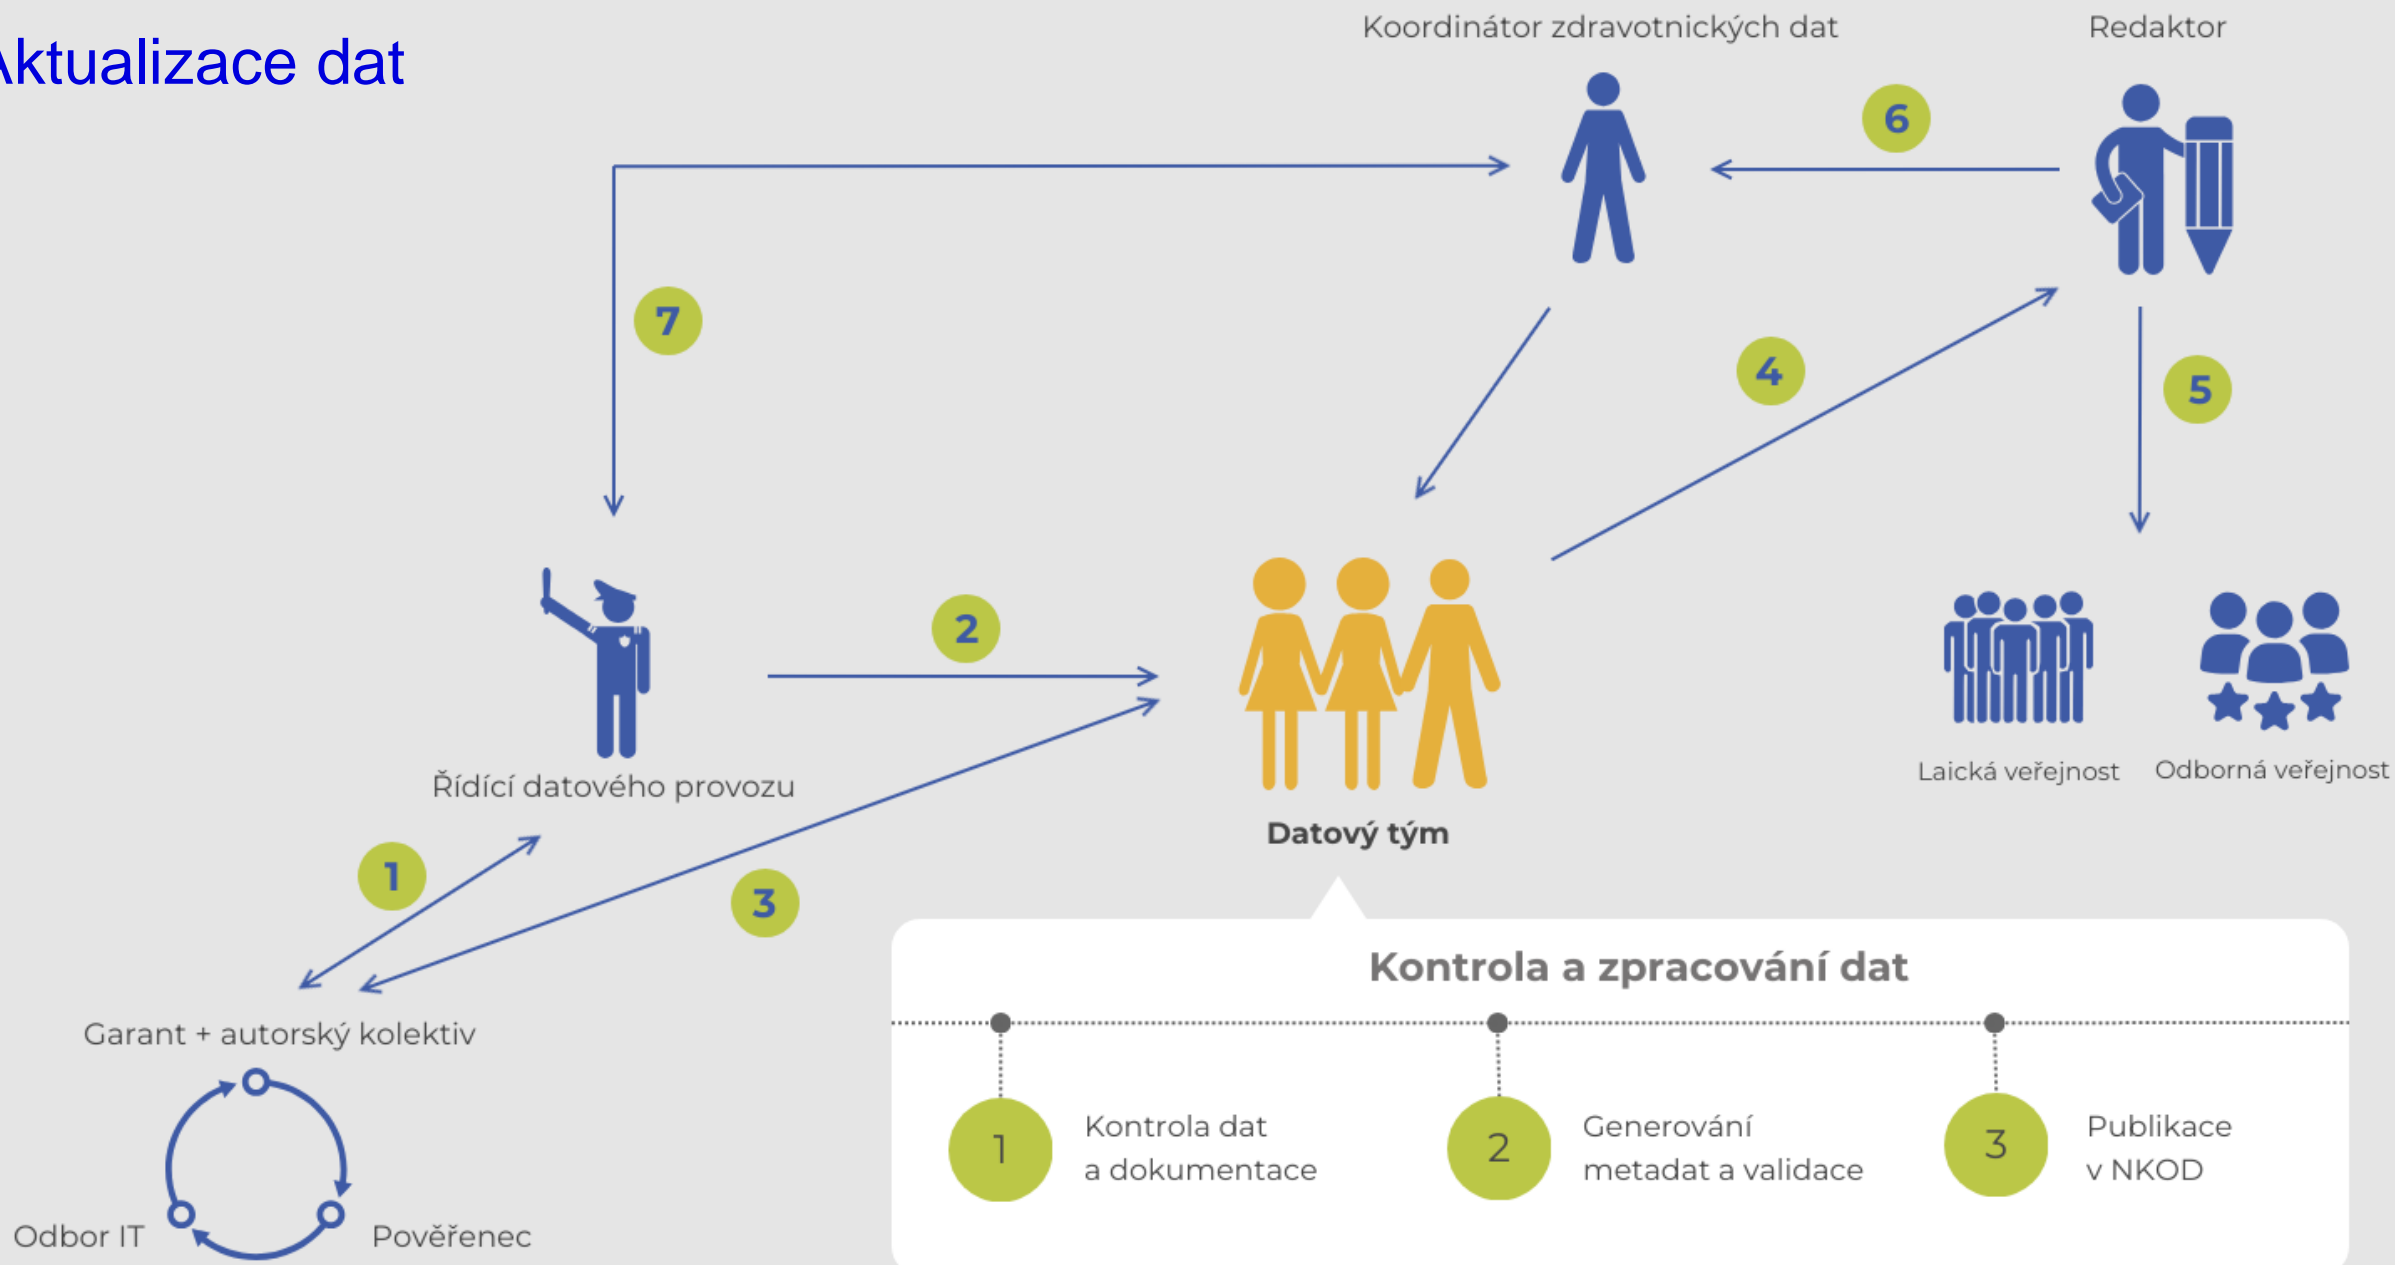 Aktualizace dat
Koordinátor zdravotnických dat
Redaktor
6
7
4
5
2
Řídící datového provozu
Laická veřejnost
Odborná veřejnost
Datový tým
1
3
Kontrola a zpracování dat
Garant + autorský kolektiv
1
Kontrola dat
a dokumentace
2
Generování
metadat a validace
3
Publikace
v NKOD
Odbor IT
Pověřenec